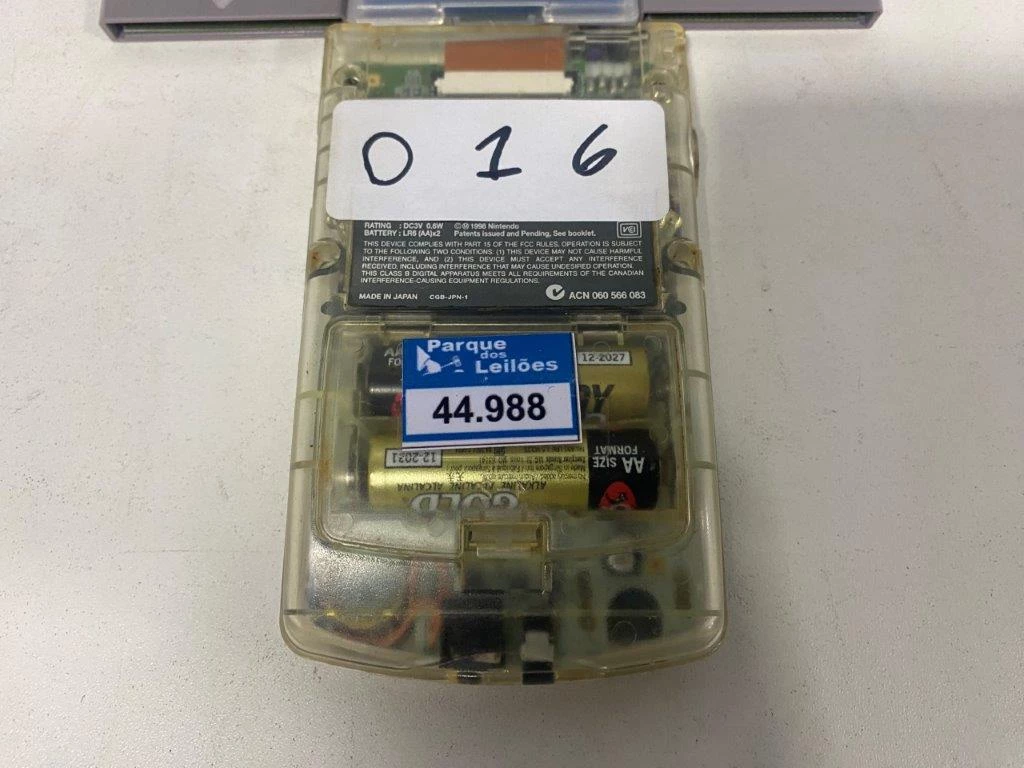 0 1 6
RATING : DC3V 0,6W
BATTERY : LR6 (AA)x2
©Ⓜ1998 Nintendo
Patents issued and Pending, See booklet.
VCI
THIS DEVICE COMPLIES WITH PART 15 OF THE FCC RULES. OPERATION IS SUBJECT
TO THE FOLLOWING TWO CONDITIONS: (1) THIS DEVICE MAY NOT CAUSE HARMFUL
INTERFERENCE, AND (2) THIS DEVICE MUST ACCEPT ANY INTERFERENCE
RECEIVED, INCLUDING INTERFERENCE THAT MAY CAUSE UNDESIRED OPERATION.
THIS CLASS B DIGITAL APPARATUS MEETS ALL REQUIREMENTS OF THE CANADIAN
INTERFERENCE-CAUSING EQUIPMENT REGULATIONS.
MADE IN JAPAN CGB-JPN-1
ACN 060 566 083
Parque
dos
Leilões
44.988
12-2027
12-2021
AA SIZE
FORMAT
ALKALINE ALCALINE ALCALINA
GOLD